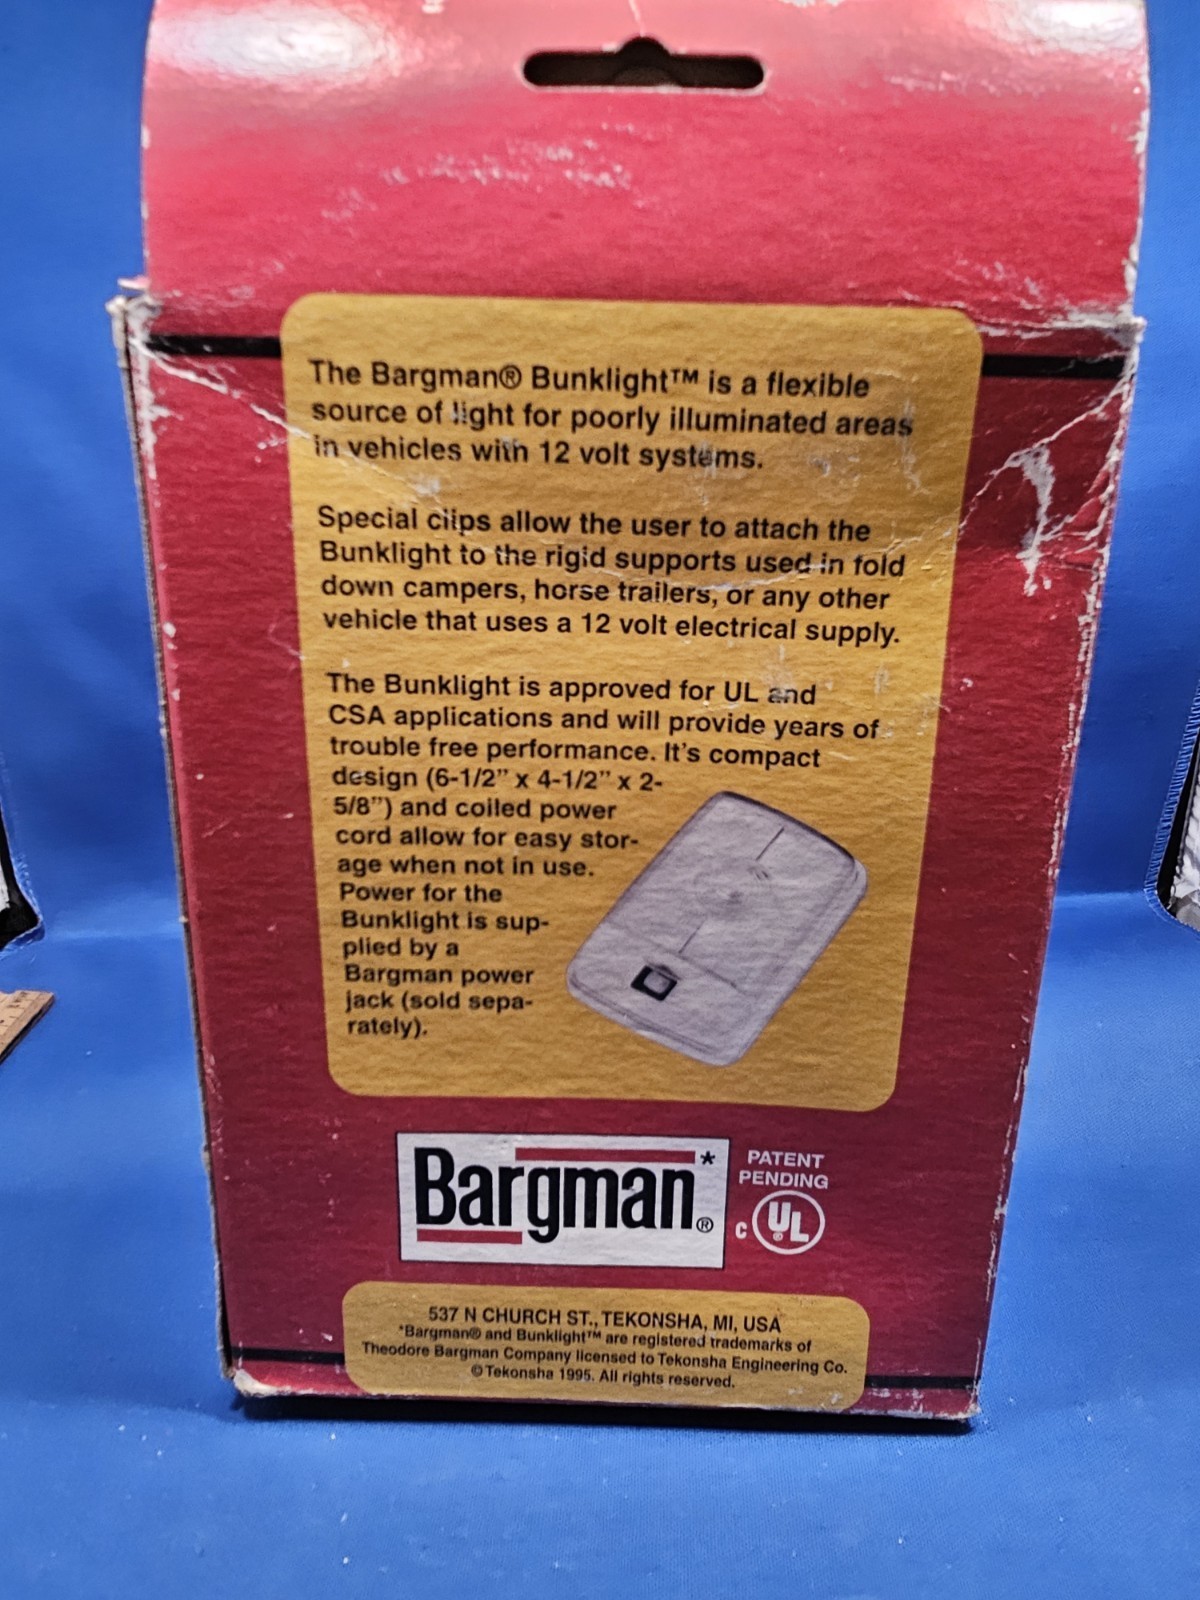 The Bargman® Bunklight™ is a flexible
source of light for poorly illuminated areas
in vehicles with 12 volt systems.
Special clips allow the user to attach the
Bunklight to the rigid supports used in fold
down campers, horse trailers, or any other
vehicle that uses a 12 volt electrical supply.
The Bunklight is approved for UL and
CSA applications and will provide years of
trouble free performance. It's compact
design (6-1/2" x 4-1/2" x 2-
5/8") and coiled power
cord allow for easy stor-
age when not in use.
Power for the
Bunklight is sup-
plied by a
Bargman power
jack (sold sepa-
rately).
Bargman*®
PATENT
PENDING
C UL®
537 N CHURCH ST., TEKONSHA, MI, USA
*Bargman® and Bunklight™ are registered trademarks of
Theodore Bargman Company licensed to Tekonsha Engineering Co.
© Tekonsha 1995. All rights reserved.